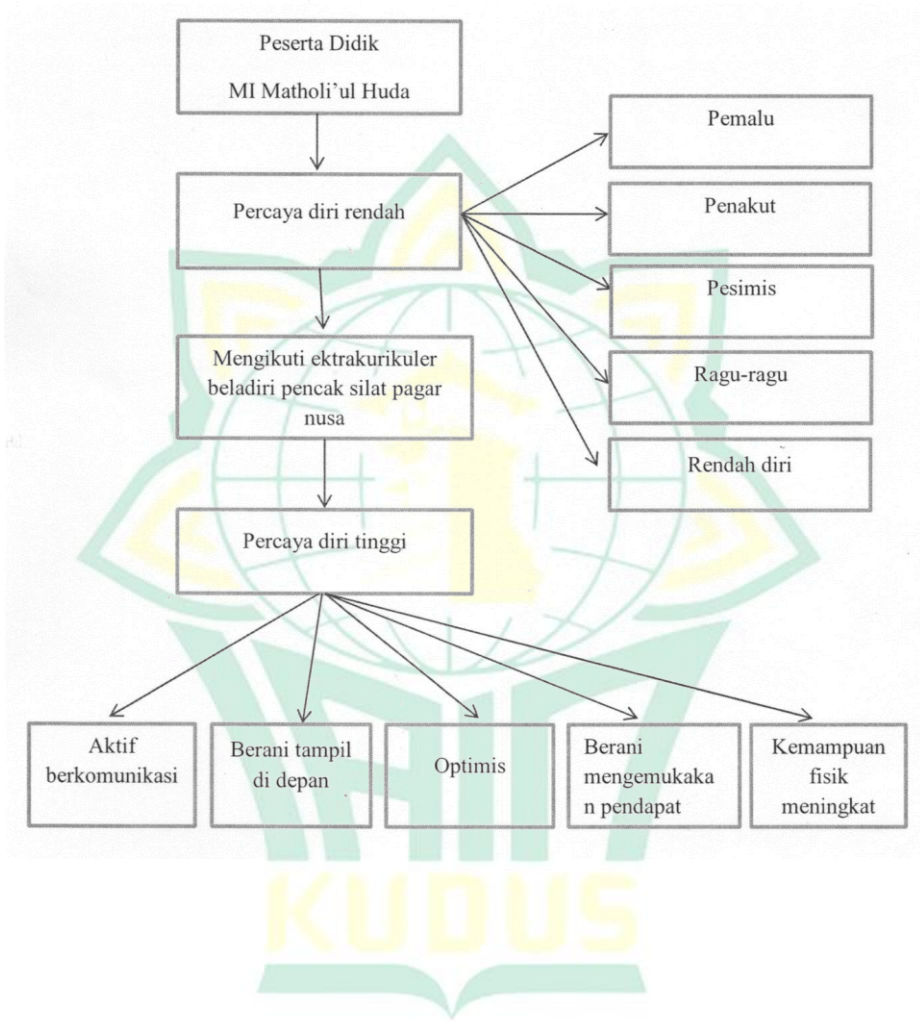 Peserta Didik
MI Matholi’ul Huda
Percaya diri rendah
Pemalu
Penakut
Pesimis
Ragu-ragu
Rendah diri
Mengikuti ektrakurikuler
beladiri pencak silat pagar
nusa
Percaya diri tinggi
Aktif
berkomunikasi
Berani tampil
di depan
Optimis
Berani
mengemukaka
n pendapat
Kemampuan
fisik
meningkat
IAIN
KUDUS